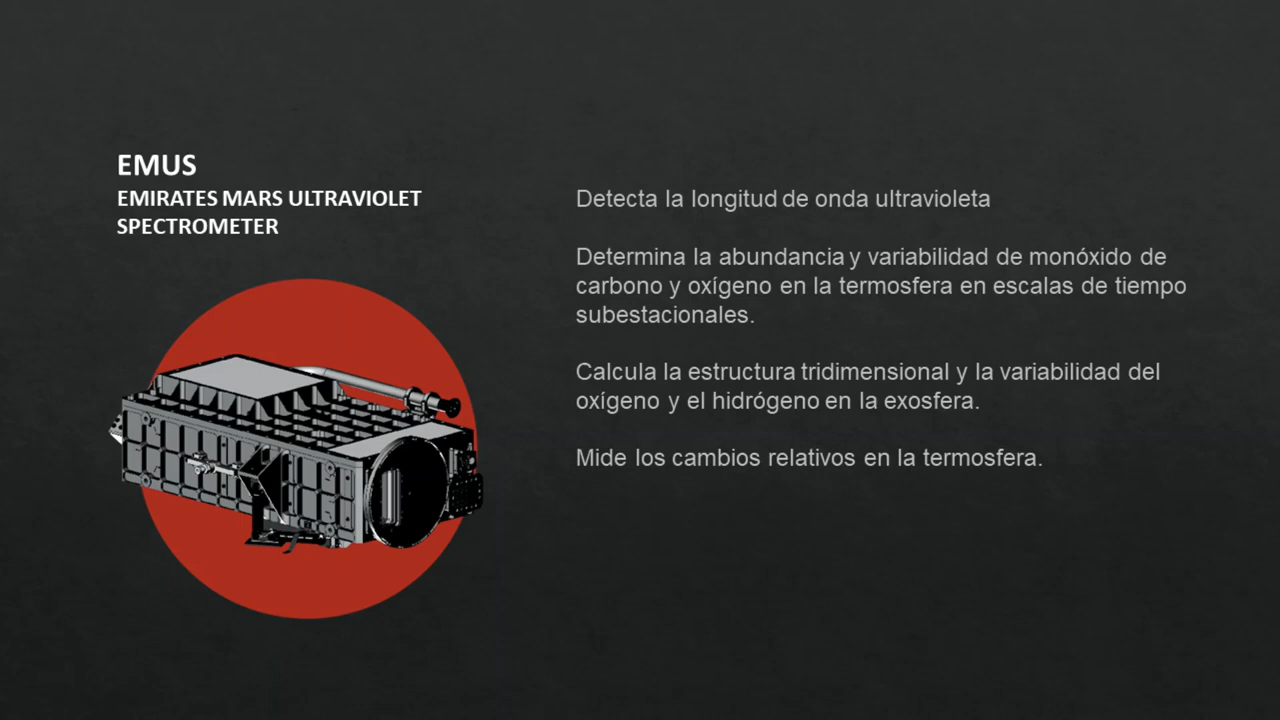 EMUS
EMIRATES MARS ULTRAVIOLET
SPECTROMETER
Detecta la longitud de onda ultravioleta
Determina la abundancia y variabilidad de monóxido de
carbono y oxígeno en la termosfera en escalas de tiempo
subestacionales.
Calcula la estructura tridimensional y la variabilidad del
oxígeno y el hidrógeno en la exosfera.
Mide los cambios relativos en la termosfera.